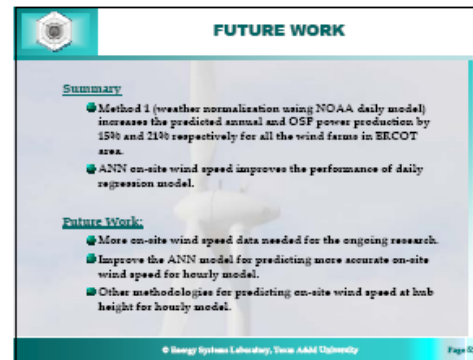 FUTURE WORK
Summary
Method 1 (weather normalization using NOAA daily model)
increases the predicted annual and OSP power production by
15% and 21% respectively for all the wind farms in ERCOT
area.
ANN on-site wind speed improves the performance of daily
regression model.
Future Work:
More on-site wind speed data needed for the ongoing research.
Improve the ANN model for predicting more accurate on-site
wind speed for hourly model.
Other methodologies for predicting on-site wind speed at hub
height for hourly model.
© Energy Systems Laboratory, Texas A&M University
Page